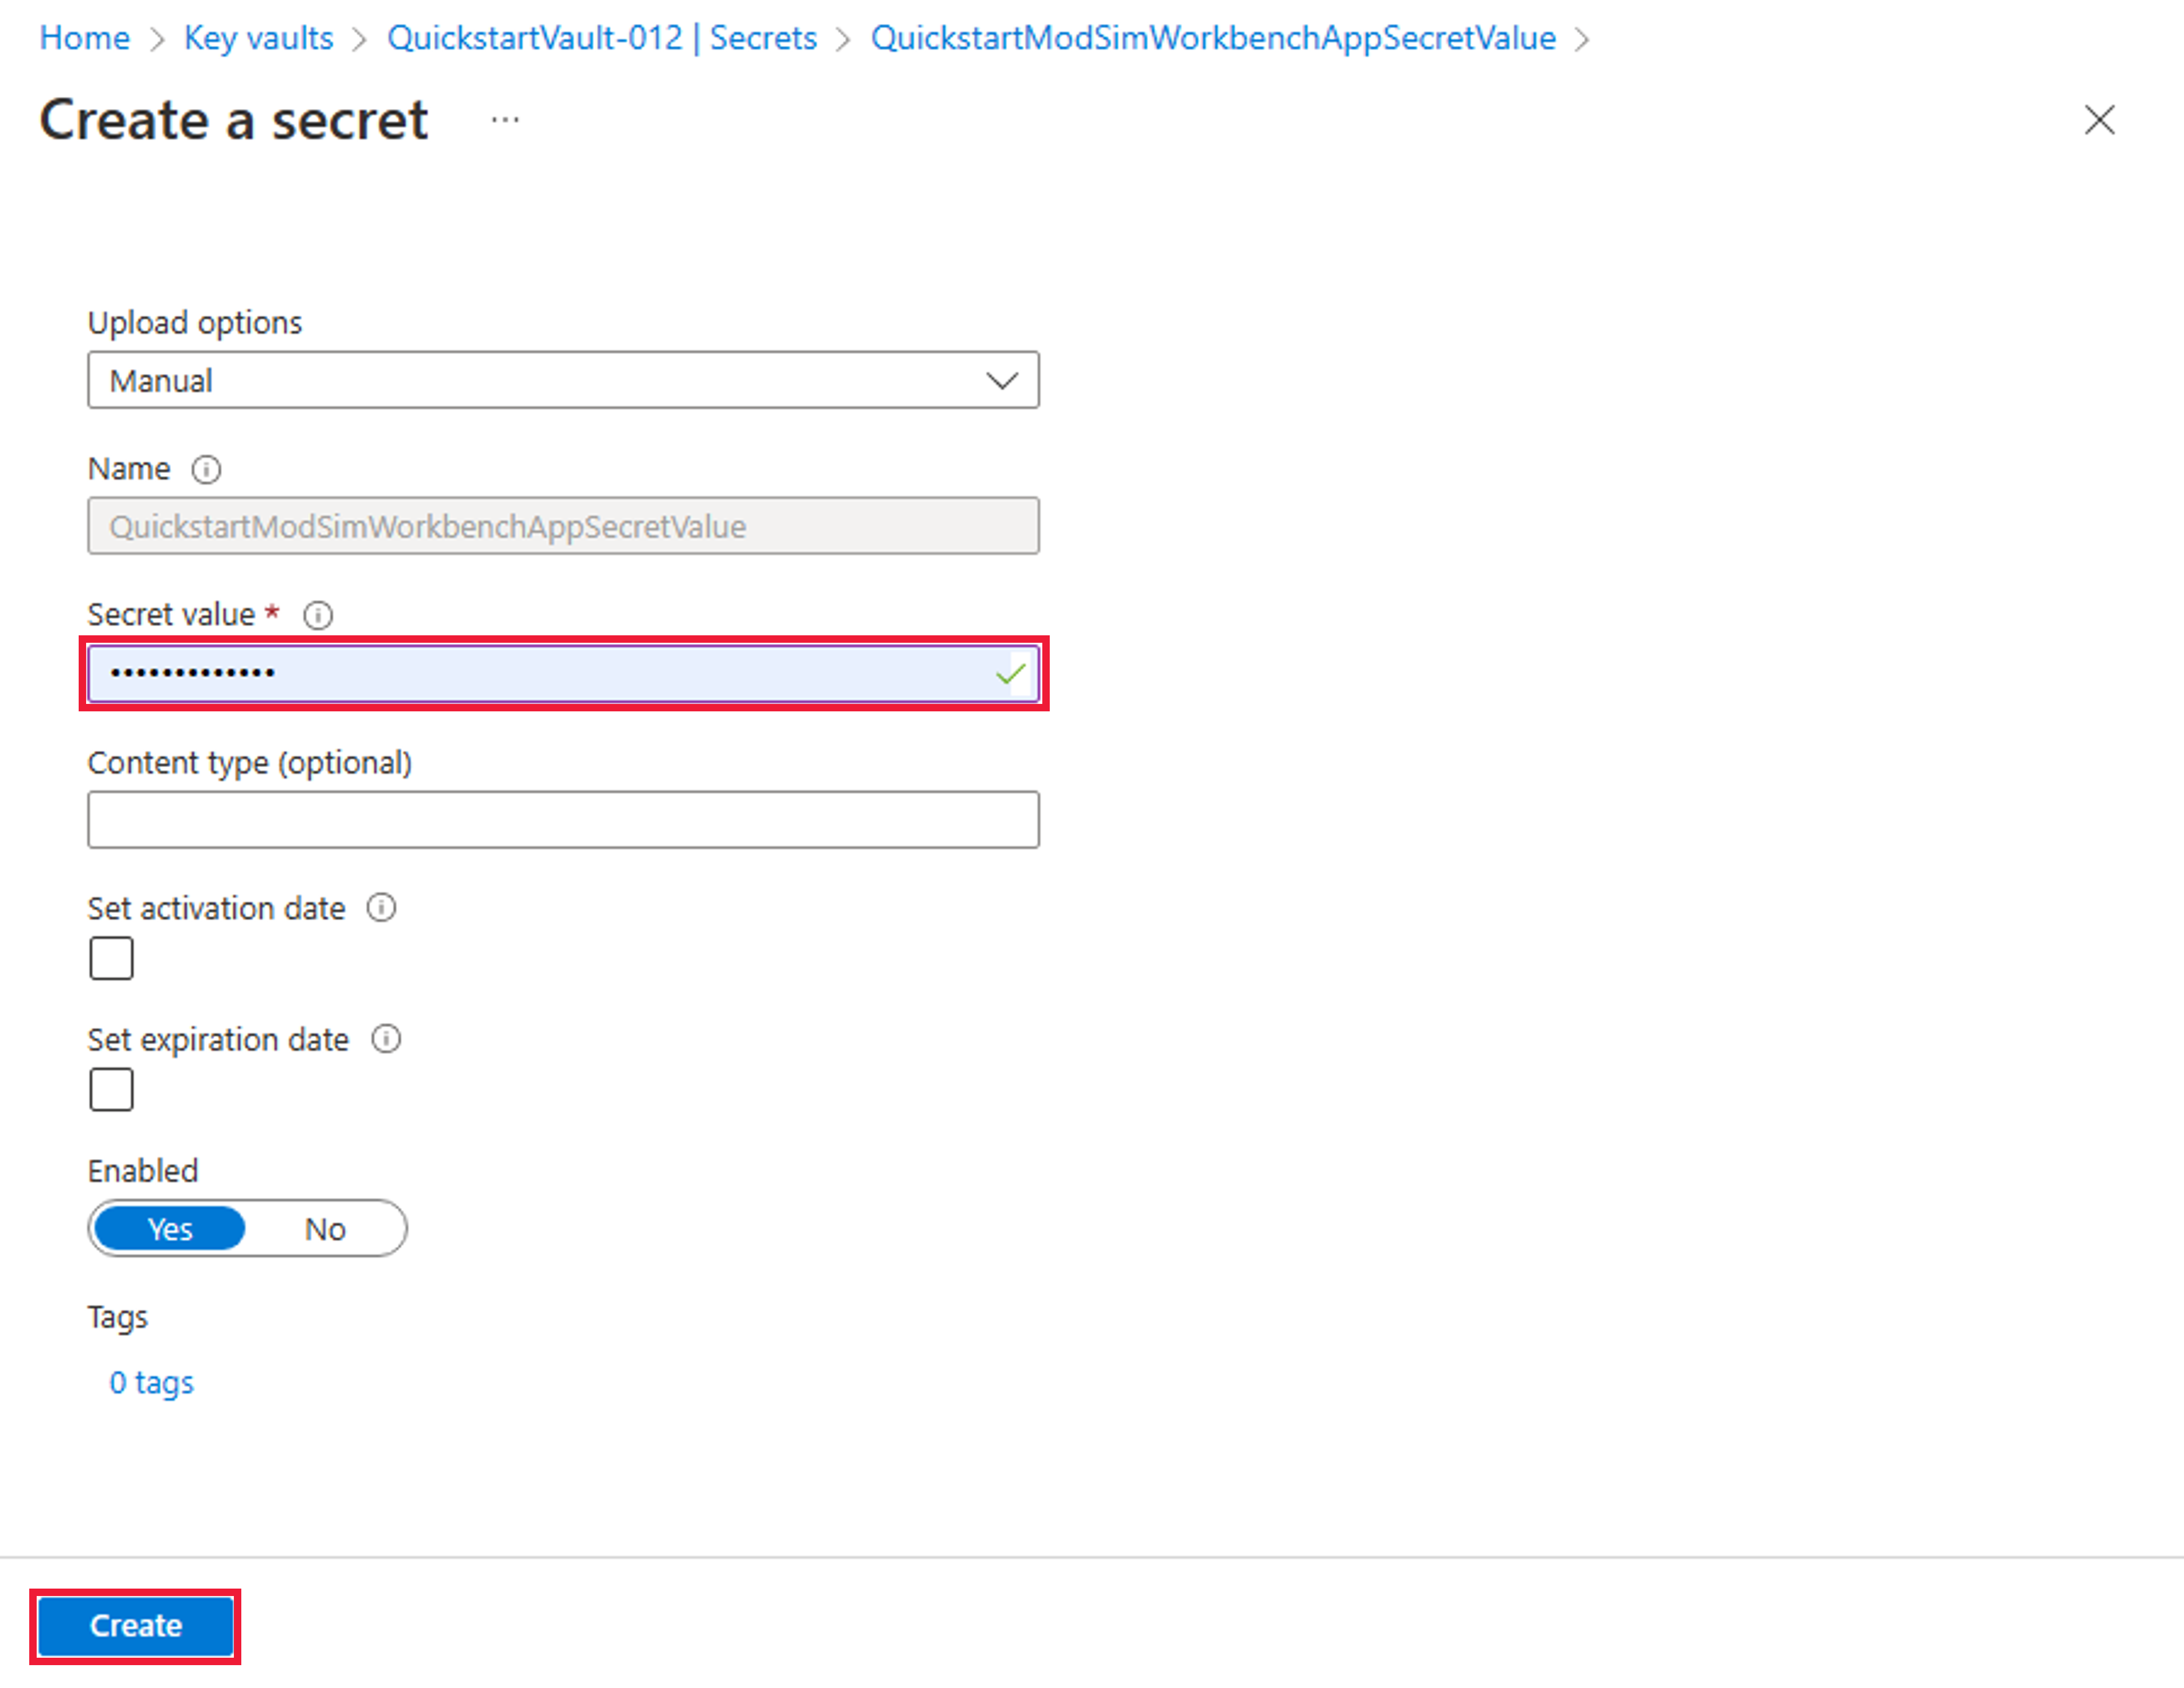 Home > Key vaults > QuickstartVault-012 | Secrets > QuickstartModSimWorkbenchAppSecretValue >
Create a secret ...
Upload options
Manual
Name
QuickstartModSimWorkbenchAppSecretValue
Secret value *
•••••••••••••
Content type (optional)
Set activation date
Set expiration date
Enabled
Yes No
Tags
0 tags
Create